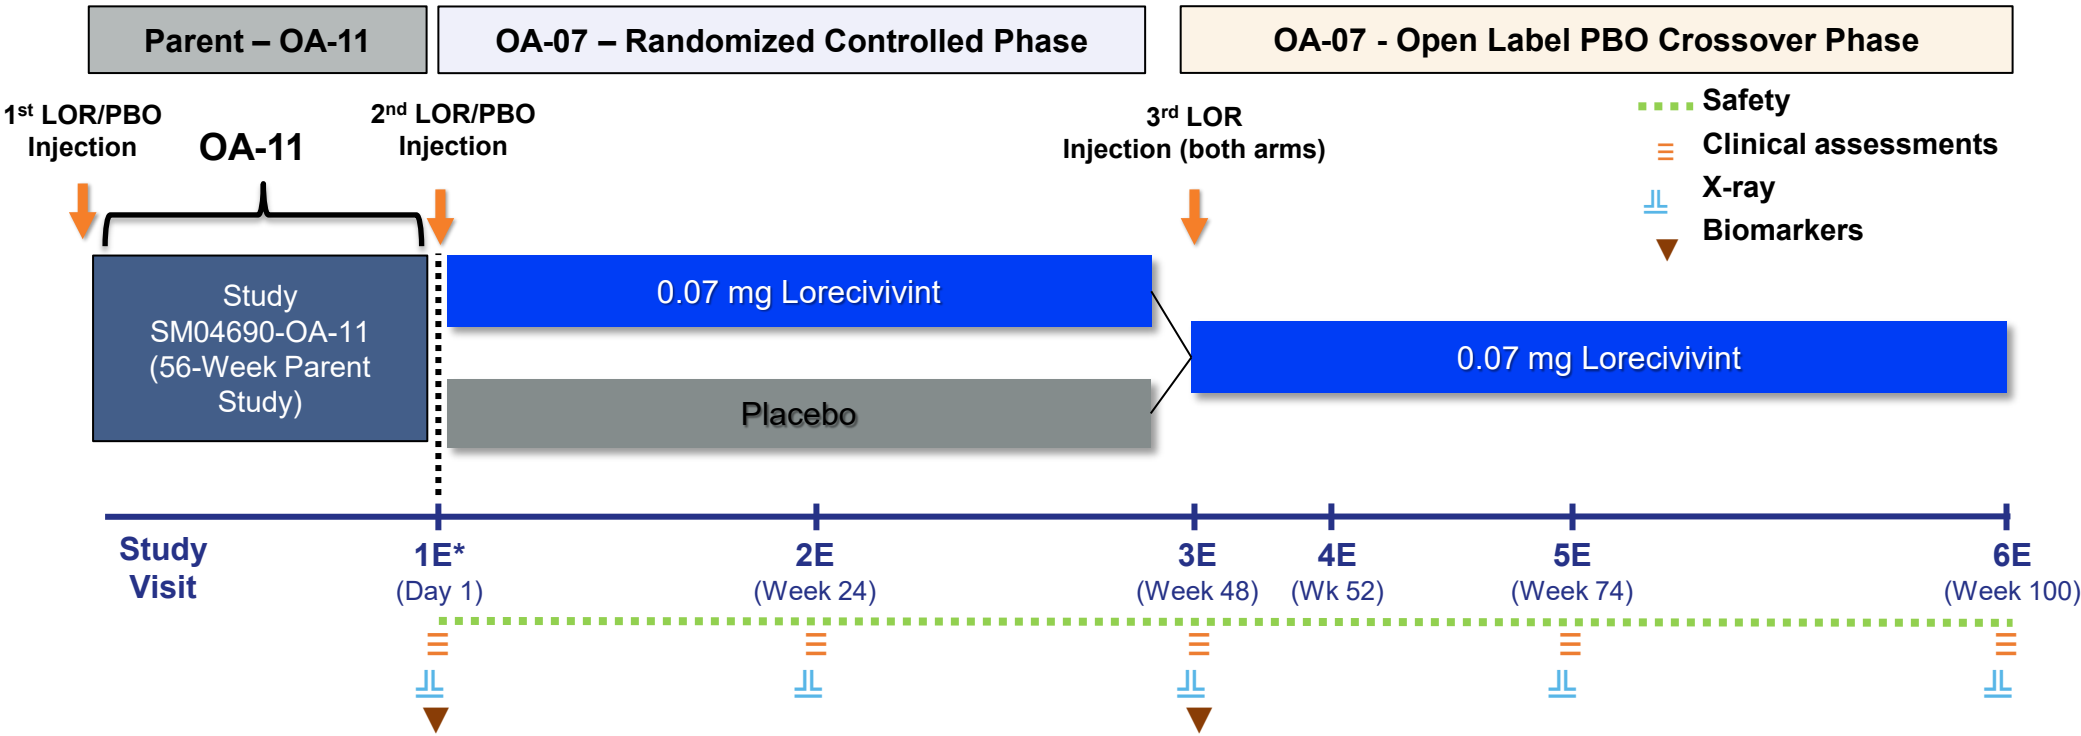 Parent – OA-11
OA-07 – Randomized Controlled Phase
OA-07 - Open Label PBO Crossover Phase
1st LOR/PBO
Injection
OA-11
2nd LOR/PBO
Injection
3rd LOR
Injection (both arms)
Safety
Clinical assessments
X-ray
Biomarkers
Study
SM04690-OA-11
(56-Week Parent
Study)
0.07 mg Lorecivivint
Placebo
0.07 mg Lorecivivint
Study
Visit
1E*
(Day 1)
2E
(Week 24)
3E
(Week 48)
4E
(Wk 52)
5E
(Week 74)
6E
(Week 100)